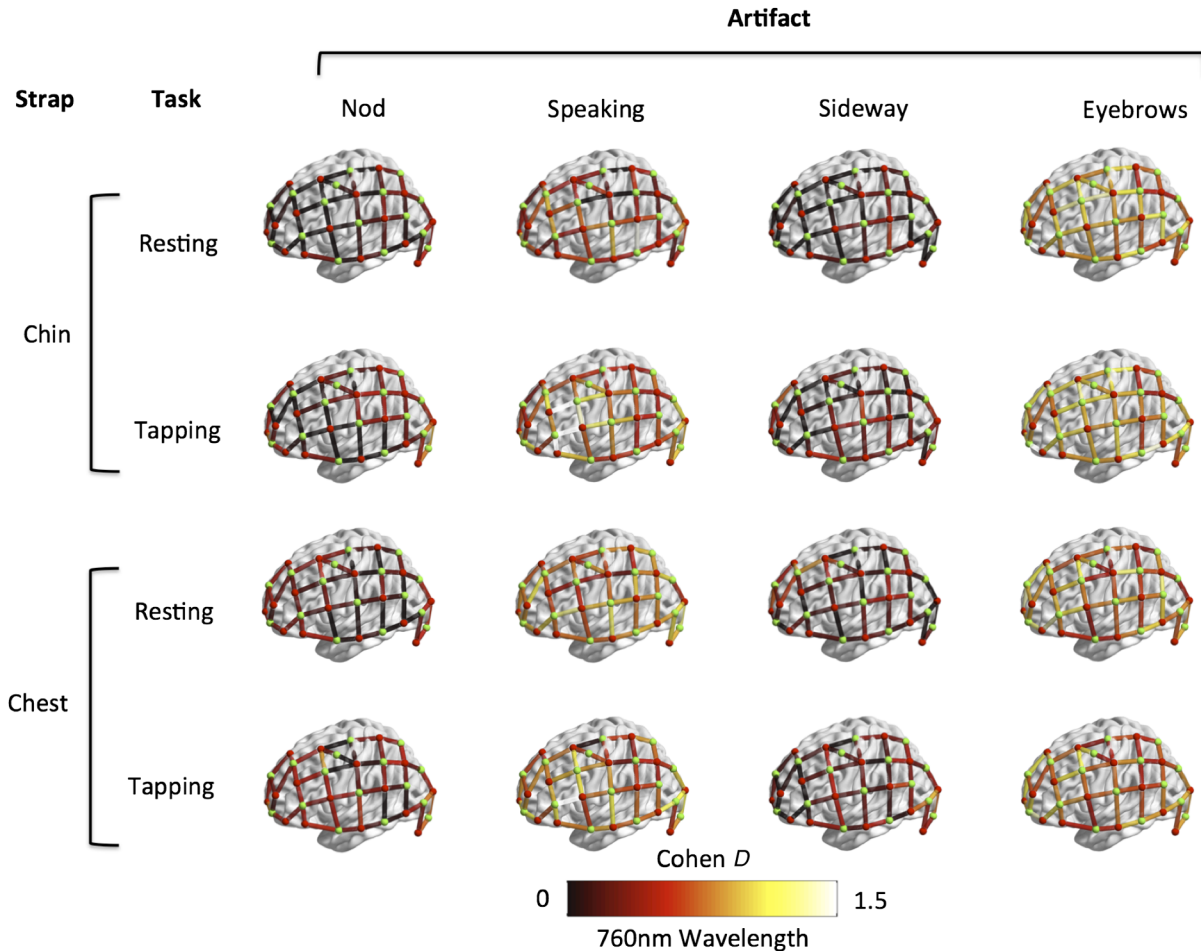 Artifact
Strap Task
Nod Speaking Sideway Eyebrows
Resting
Chin
Tapping
Resting
Chest
Tapping
Cohen D
0 1.5
760nm Wavelength